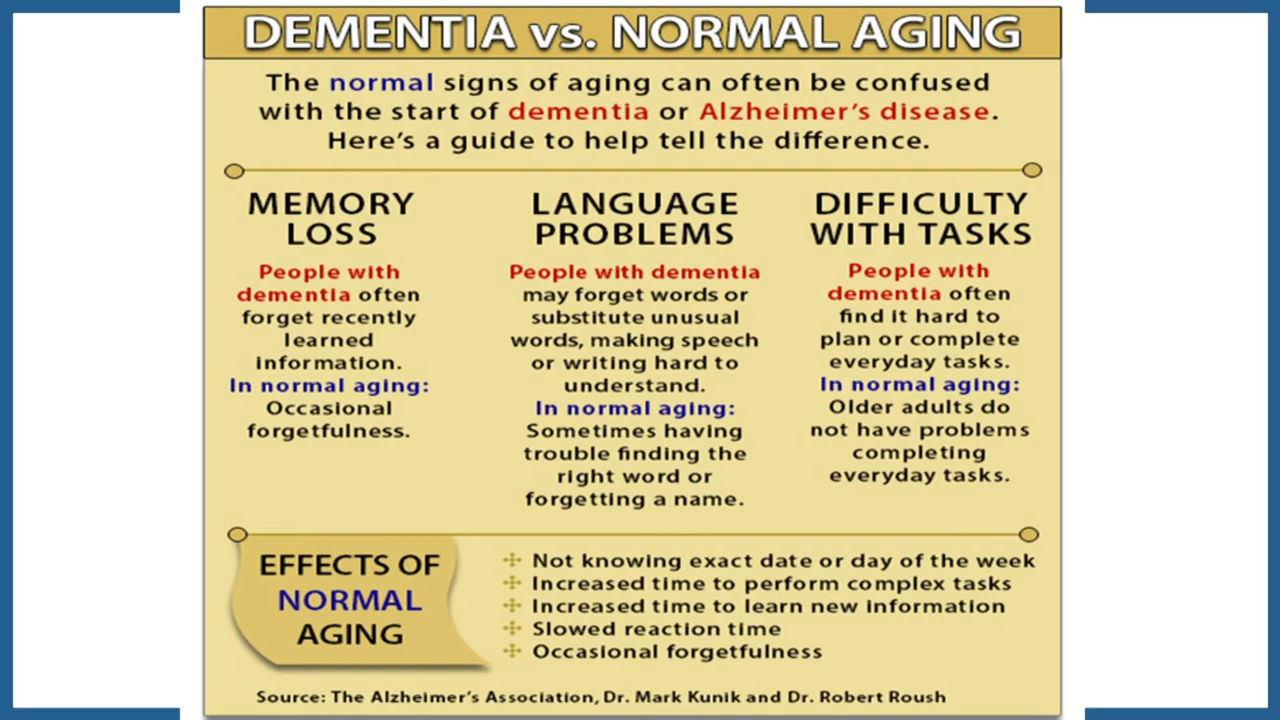 DEMENTIA vs. NORMAL AGING
The normal signs of aging can often be confused
with the start of dementia or Alzheimer's disease.
Here's a guide to help tell the difference.
MEMORY
LOSS
People with
dementia often
forget recently
learned
information.
In normal aging:
Occasional
forgetfulness.
LANGUAGE
PROBLEMS
People with dementia
may forget words or
substitute unusual
words, making speech
or writing hard to
understand.
In normal aging:
Sometimes having
trouble finding the
right word or
forgetting a name.
DIFFICULTY
WITH TASKS
People with
dementia often
find it hard to
plan or complete
everyday tasks.
In normal aging:
Older adults do
not have problems
completing
everyday tasks.
EFFECTS OF
NORMAL
AGING
Not knowing exact date or day of the week
Increased time to perform complex tasks
Increased time to learn new information
Slowed reaction time
Occasional forgetfulness
Source: The Alzheimer's Association, Dr. Mark Kunik and Dr. Robert Roush